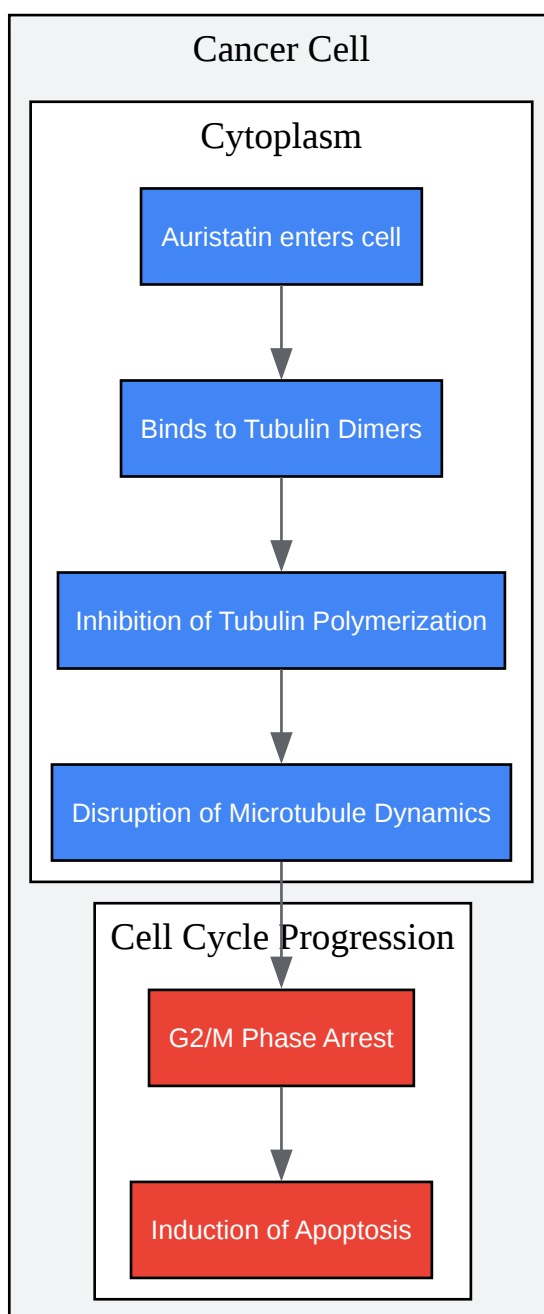 Cancer Cell
Cytoplasm
Auristatin enters cell
Binds to Tubulin Dimers
Inhibition of Tubulin Polymerization
Disruption of Microtubule Dynamics
Cell Cycle Progression
G2/M Phase Arrest
Induction of Apoptosis